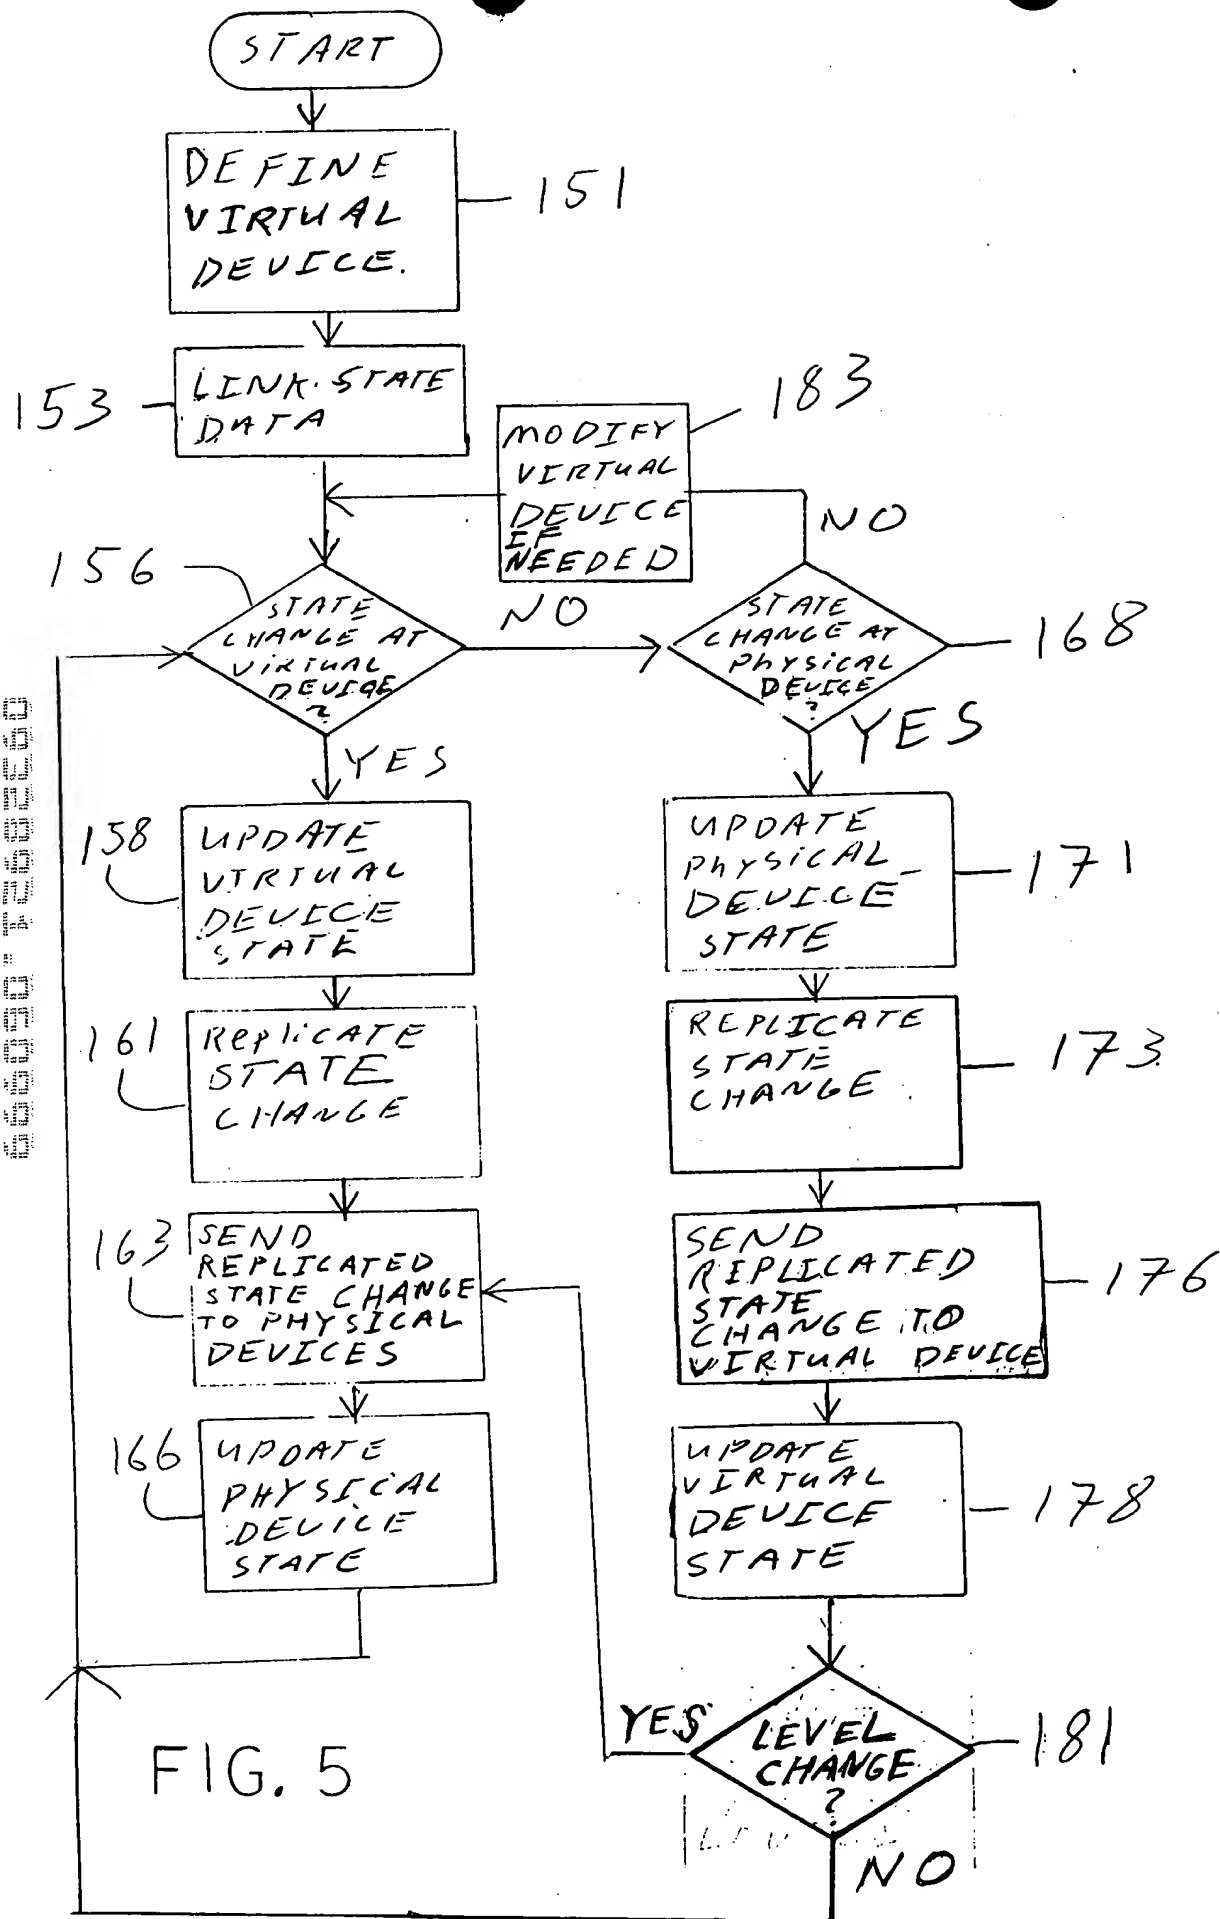 START
DEFINE
VIRTUAL
DEVICE.
151
LINK STATE
DATA
153
183
MODIFY
VIRTUAL
DEVICE
IF
NEEDED
NO
156
STATE
CHANGE AT
VIRTUAL
DEVICE
?
NO
STATE
CHANGE AT
PHYSICAL
DEVICE
?
168
YES
YES
158
UPDATE
VIRTUAL
DEVICE
STATE
UPDATE
PHYSICAL
DEVICE
STATE
171
161
REPLICATE
STATE
CHANGE
REPLICATE
STATE
CHANGE
173
163
SEND
REPLICATED
STATE CHANGE
TO PHYSICAL
DEVICES
SEND
RIPLICATED
STATE
CHANGE TO
VIRTUAL DEVICE
176
166
UPDATE
PHYSICAL
DEVICE
STATE
UPDATE
VIRTUAL
DEVICE
STATE
178
YES
LEVEL
CHANGE
?
181
NO
FIG. 5